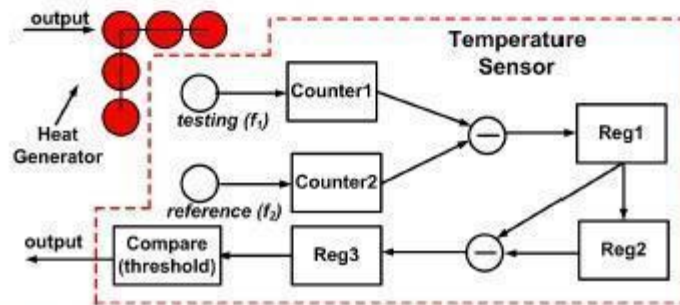 output
Temperature
Sensor
Heat
Generator
testing (f₁)
Counter1
Reg1
reference (f₂)
Counter2
output
Compare
(threshold)
Reg3
Reg2